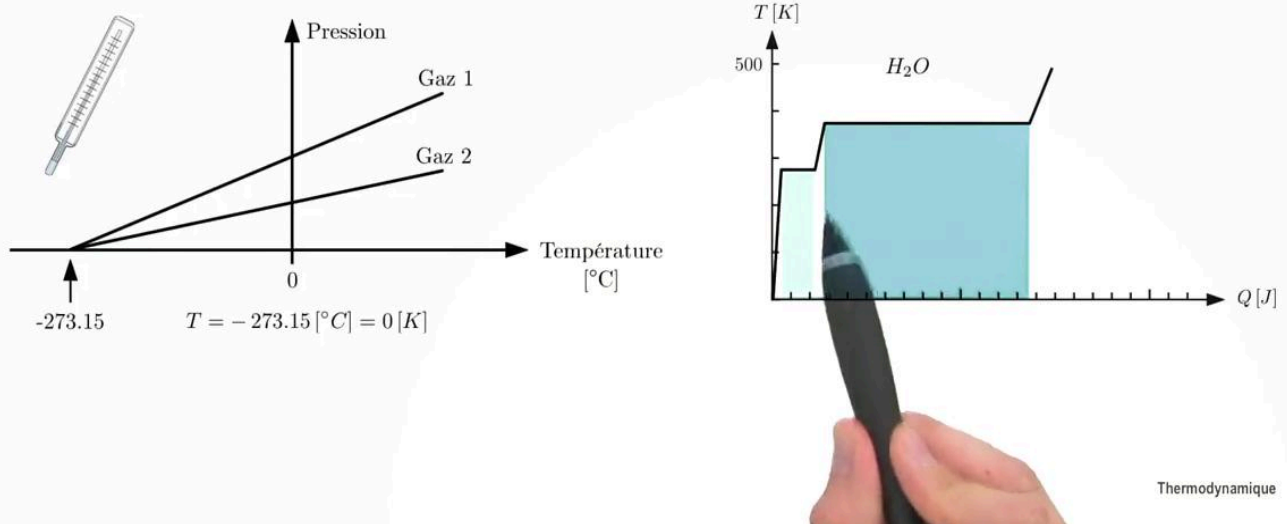 Pression
Gaz 1
Gaz 2
Température
[°C]
0
-273.15
T = − 273.15 [°C] = 0 [K]
T [K]
500
H₂O
Q [J]
Thermodynamique